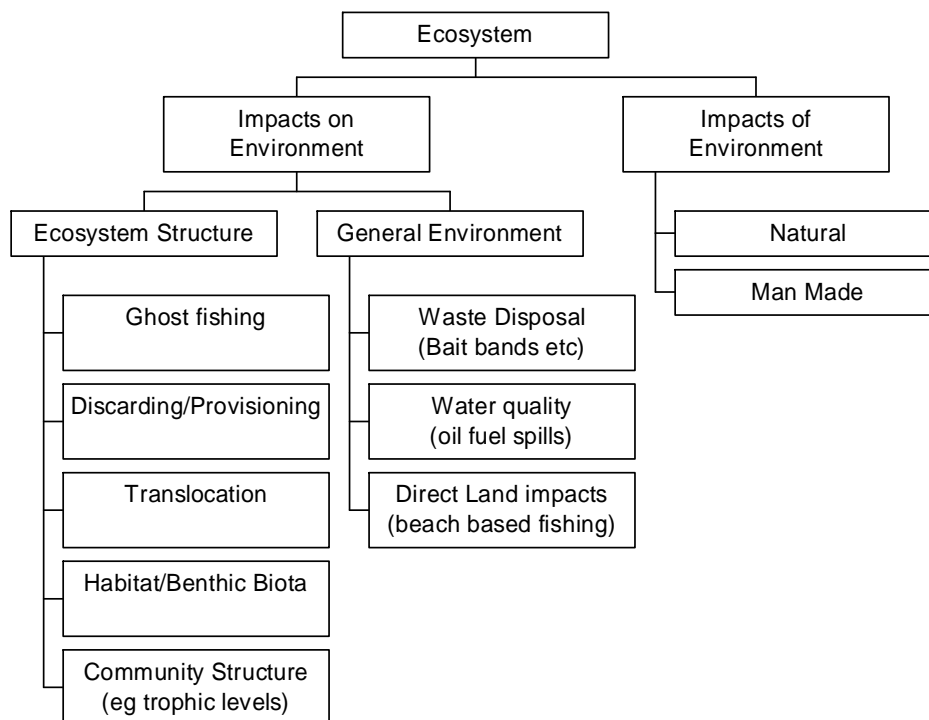 Ecosystem
Impacts on
Environment
Impacts of
Environment
Ecosystem Structure
General Environment
Natural
Man Made
Ghost fishing
Discarding/Provisioning
Translocation
Habitat/Benthic Biota
Community Structure
(eg trophic levels)
Waste Disposal
(Bait bands etc)
Water quality
(oil fuel spills)
Direct Land impacts
(beach based fishing)